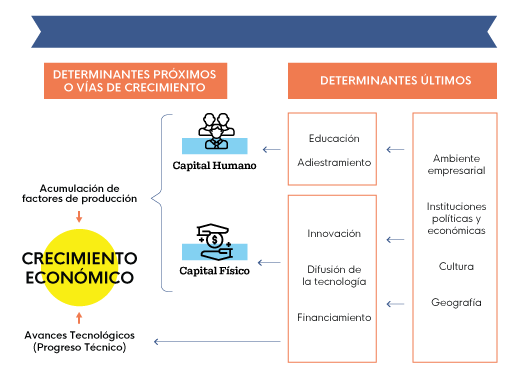 DETERMINANTES PRÓXIMOS
O VÍAS DE CRECIMIENTO
DETERMINANTES ÚLTIMOS
Acumulación de
factores de producción
CRECIMIENTO
ECONÓMICO
Avances Tecnológicos
(Progreso Técnico)
Capital Humano
$
Capital Físico
Educación
Adiestramiento
Innovación
Difusión de
la tecnología
Financiamiento
Ambiente
empresarial
Instituciones
políticas y
económicas
Cultura
Geografía